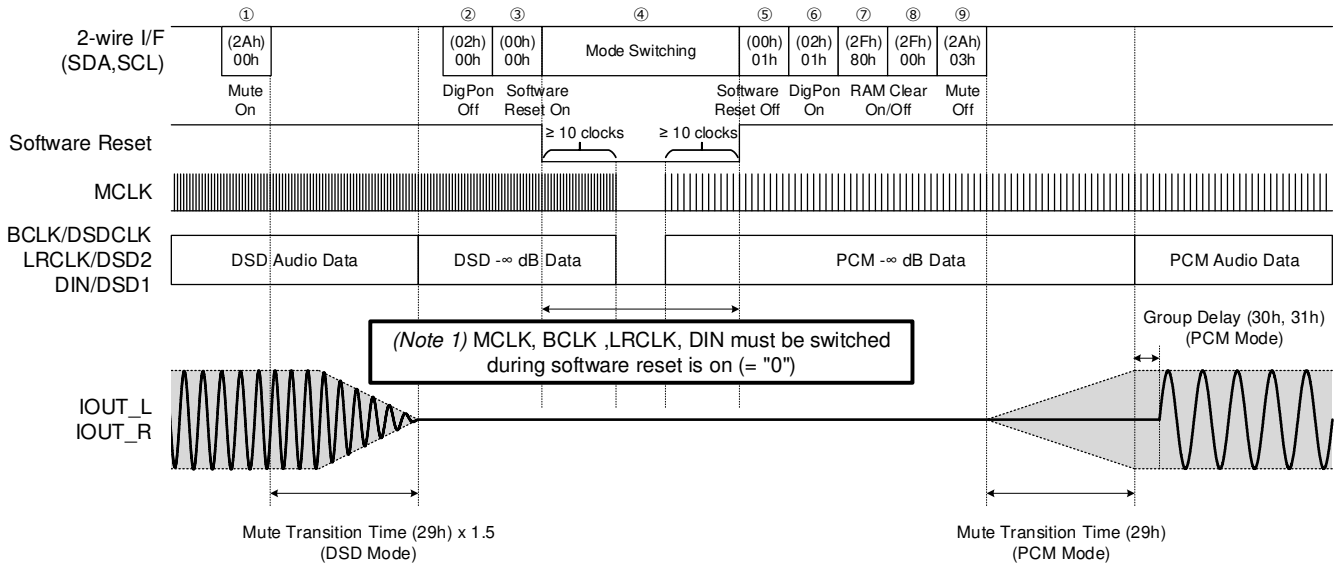 ① ② ③ ④ ⑤ ⑥ ⑦ ⑧ ⑨
2-wire I/F
(SDA,SCL)
(2Ah)
00h
(02h)
00h
(00h)
00h
Mode Switching
(00h)
01h
(02h)
01h
(2Fh)
80h
(2Fh)
00h
(2Ah)
03h
Mute
On
DigPon
Off
Software
Reset On
Software
Reset Off
DigPon
On
RAM Clear
On/Off
Mute
Off
Software Reset
≥ 10 clocks
≥ 10 clocks
MCLK
BCLK/DSDCLK
LRCLK/DSD2
DIN/DSD1
DSD Audio Data
DSD -∞ dB Data
PCM -∞ dB Data
PCM Audio Data
(Note 1) MCLK, BCLK ,LRCLK, DIN must be switched
during software reset is on (= "0")
Group Delay (30h, 31h)
(PCM Mode)
IOUT_L
IOUT_R
Mute Transition Time (29h) x 1.5
(DSD Mode)
Mute Transition Time (29h)
(PCM Mode)